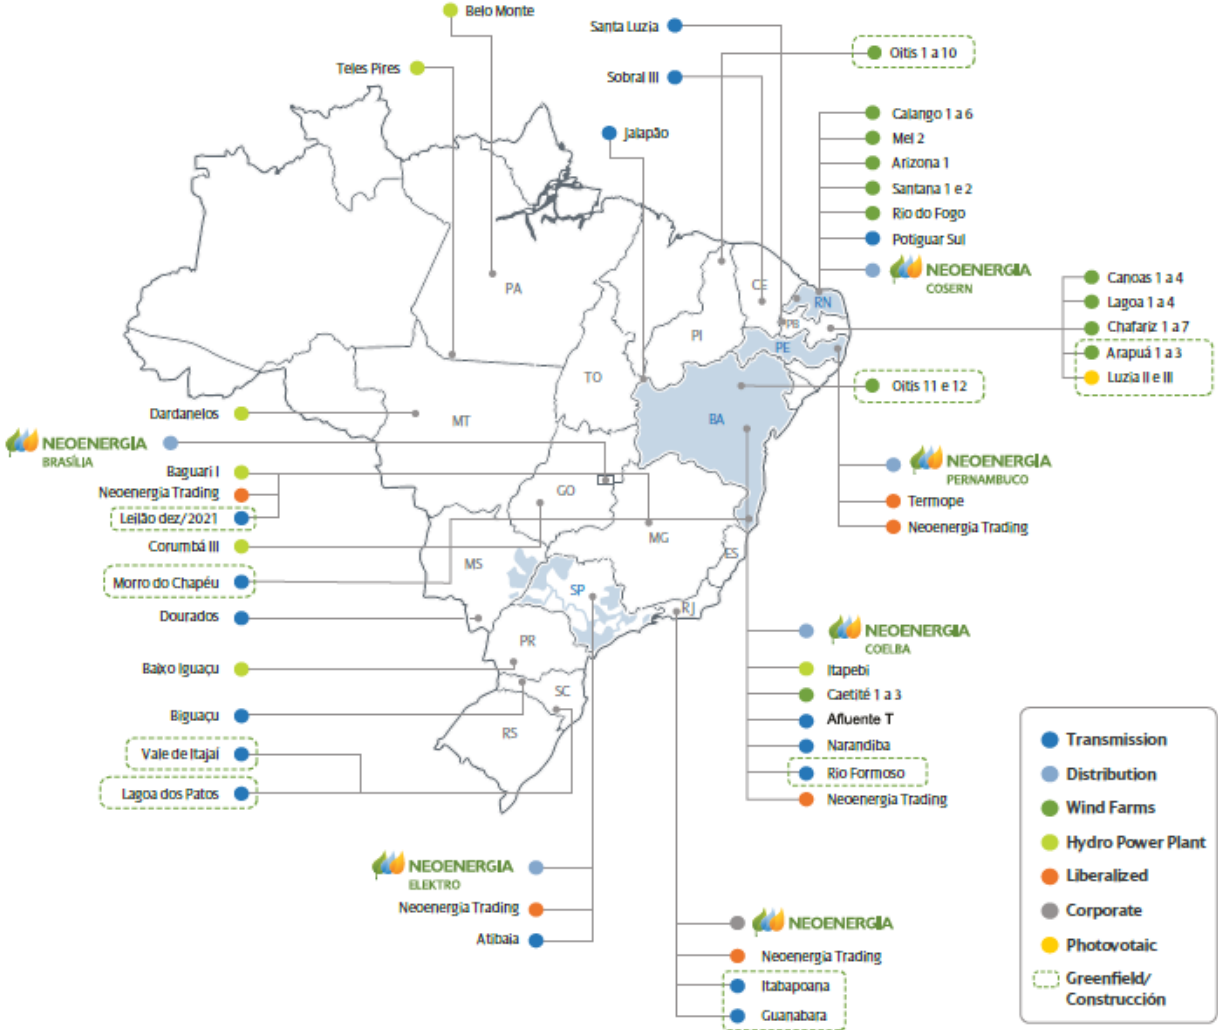 Belo Monte
Santa Luzia
Oitis 1 a 10
Teles Pires
Sobral III
Jalapão
Calango 1 a 6
Mel 2
Arizona 1
Santana 1 e 2
Rio do Fogo
Potiguar Sul
NEOENERGIA
COSERN
Canoas 1 a 4
Lagoa 1 a 4
Chafariz 1 a 7
Arapuá 1 a 3
Luzia II e III
PA
CE
RN
PB
PI
PE
TO
Oitis 11 e 12
BA
MT
Dardanelos
NEOENERGIA
BRASÍLIA
NEOENERGIA
PERNAMBUCO
Termope
Neoenergia Trading
Baguari I
Neoenergia Trading
Leilão dez/2021
Corumbá III
Morro do Chapéu
Dourados
Baixo Iguaçu
Biguaçu
Vale de Itajaí
Lagoa dos Patos
GO
MG
ES
MS
SP
RJ
PR
SC
RS
NEOENERGIA
COELBA
Itapebi
Caetité 1 a 3
Afluente T
Narandiba
Rio Formoso
Neoenergia Trading
NEOENERGIA
ELEKTRO
Neoenergia Trading
Atibaia
NEOENERGIA
Neoenergia Trading
Itabapoana
Guanabara
Transmission
Distribution
Wind Farms
Hydro Power Plant
Liberalized
Corporate
Photovotaic
Greenfield/
Construcción